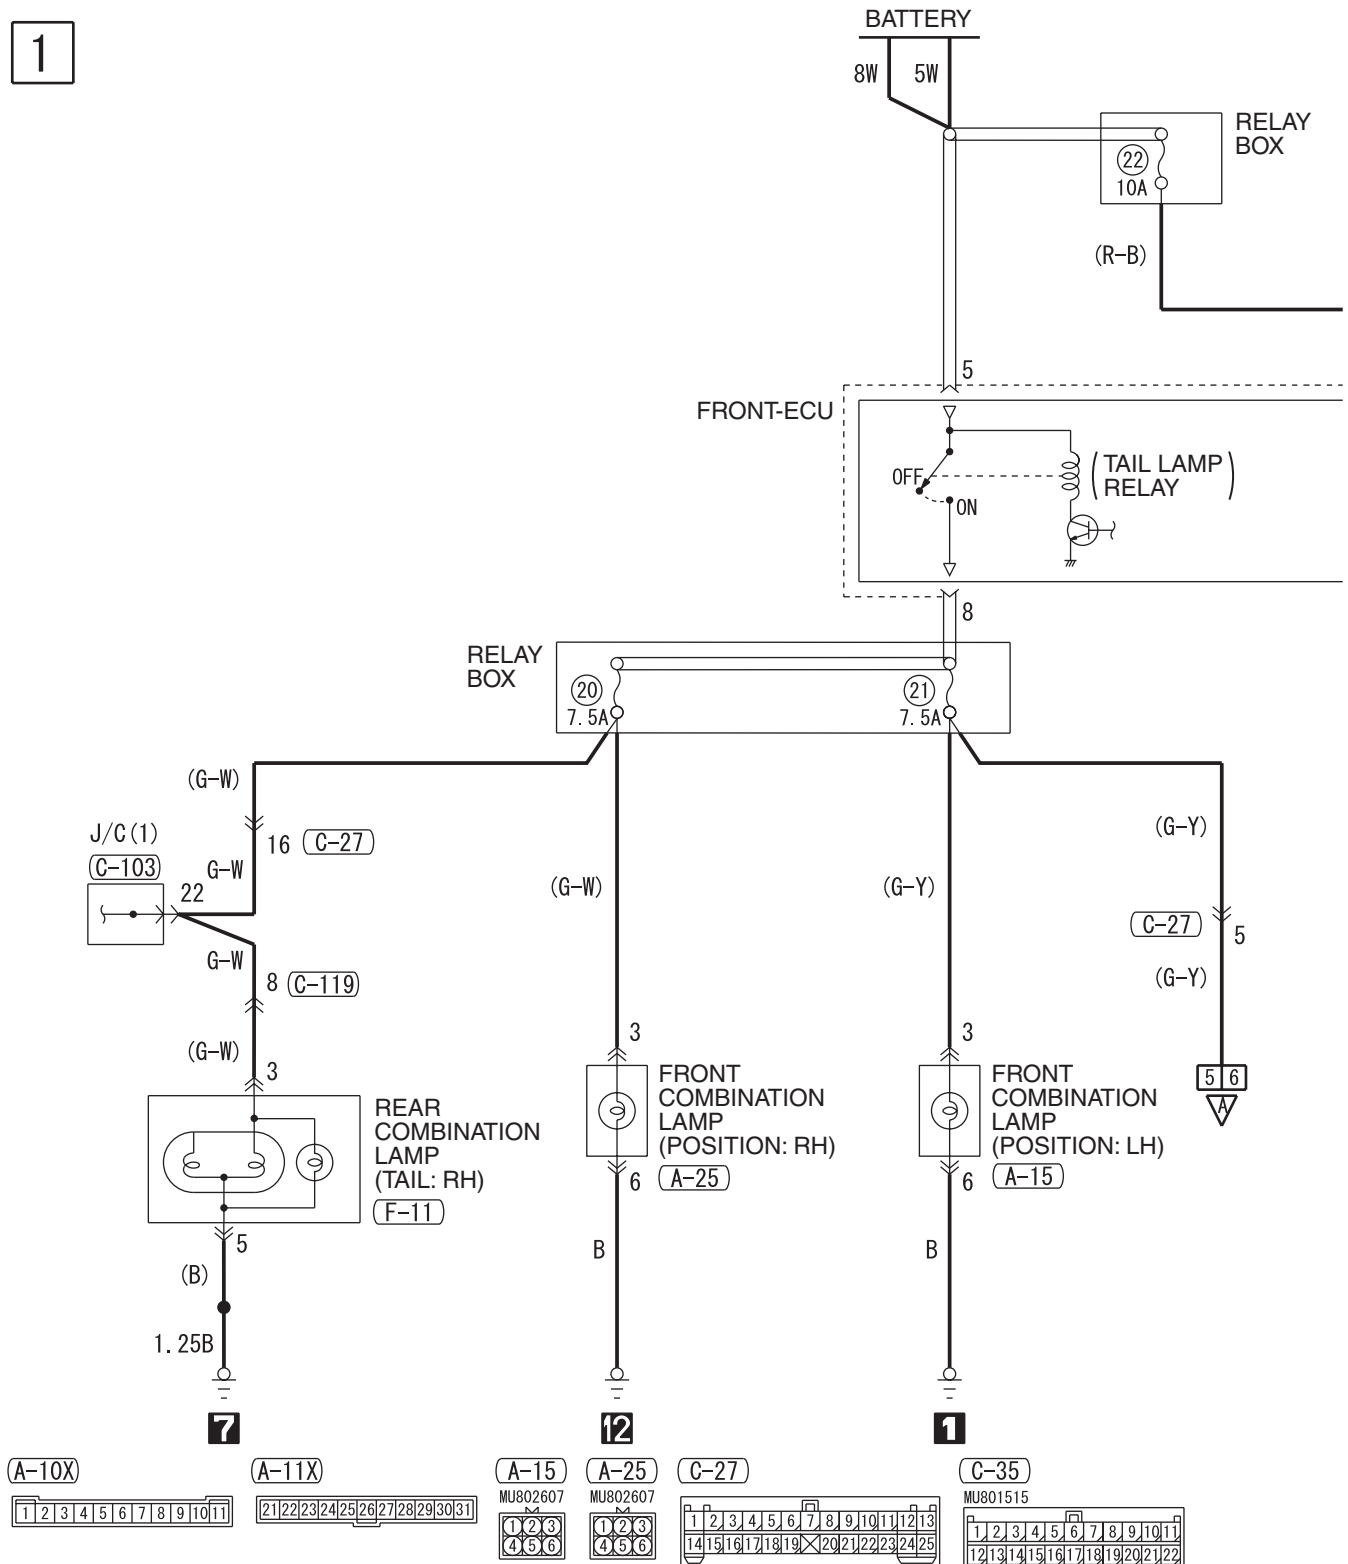 1
BATTERY
8W
5W
RELAY
BOX
22
10A
(R-B)
5
FRONT-ECU
OFF
ON
(TAIL LAMP
RELAY)
8
RELAY
BOX
20
7.5A
21
7.5A
(G-W)
16
C-27
J/C(1)
C-103
G-W
22
G-W
8
C-119
(G-W)
3
REAR
COMBINATION
LAMP
(TAIL: RH)
F-11
5
(B)
1.25B
7
(G-W)
3
FRONT
COMBINATION
LAMP
(POSITION: RH)
6
A-25
B
12
(G-Y)
3
FRONT
COMBINATION
LAMP
(POSITION: LH)
6
A-15
B
1
(G-Y)
C-27
5
(G-Y)
5 6
A
A-10X
1 2 3 4 5 6 7 8 9 10 11
A-11X
21 22 23 24 25 26 27 28 29 30 31
A-15
MU802607
1 2 3
4 5 6
A-25
MU802607
1 2 3
4 5 6
C-27
1 2 3 4 5 6 7 8 9 10 11 12 13
14 15 16 17 18 19 20 21 22 23 24 25
C-35
MU801515
1 2 3 4 5 6 7 8 9 10 11
12 13 14 15 16 17 18 19 20 21 22